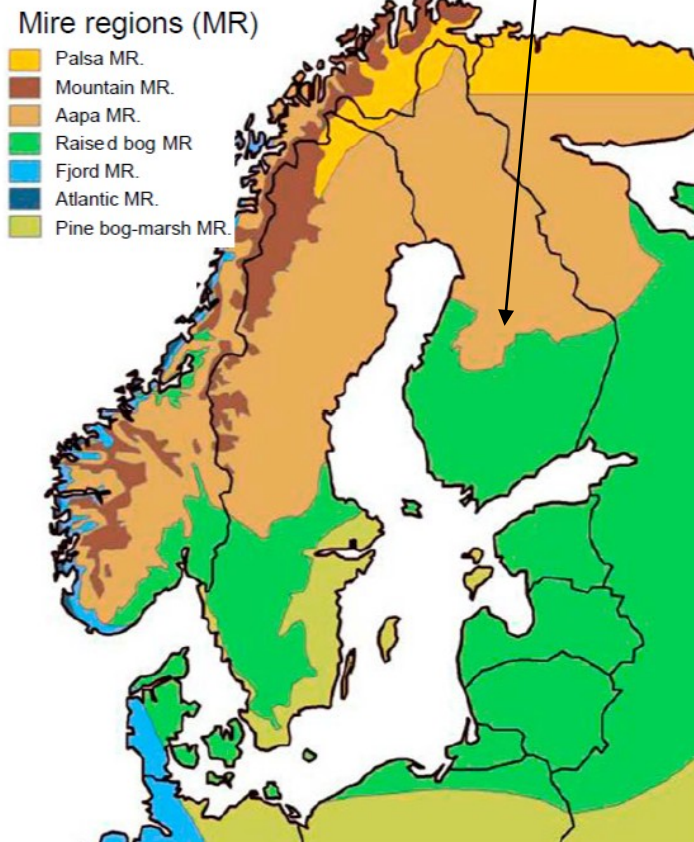 Mire regions (MR)
Palsa MR.
Mountain MR.
Aapa MR.
Raised bog MR
Fjord MR.
Atlantic MR.
Pine bog-marsh MR.